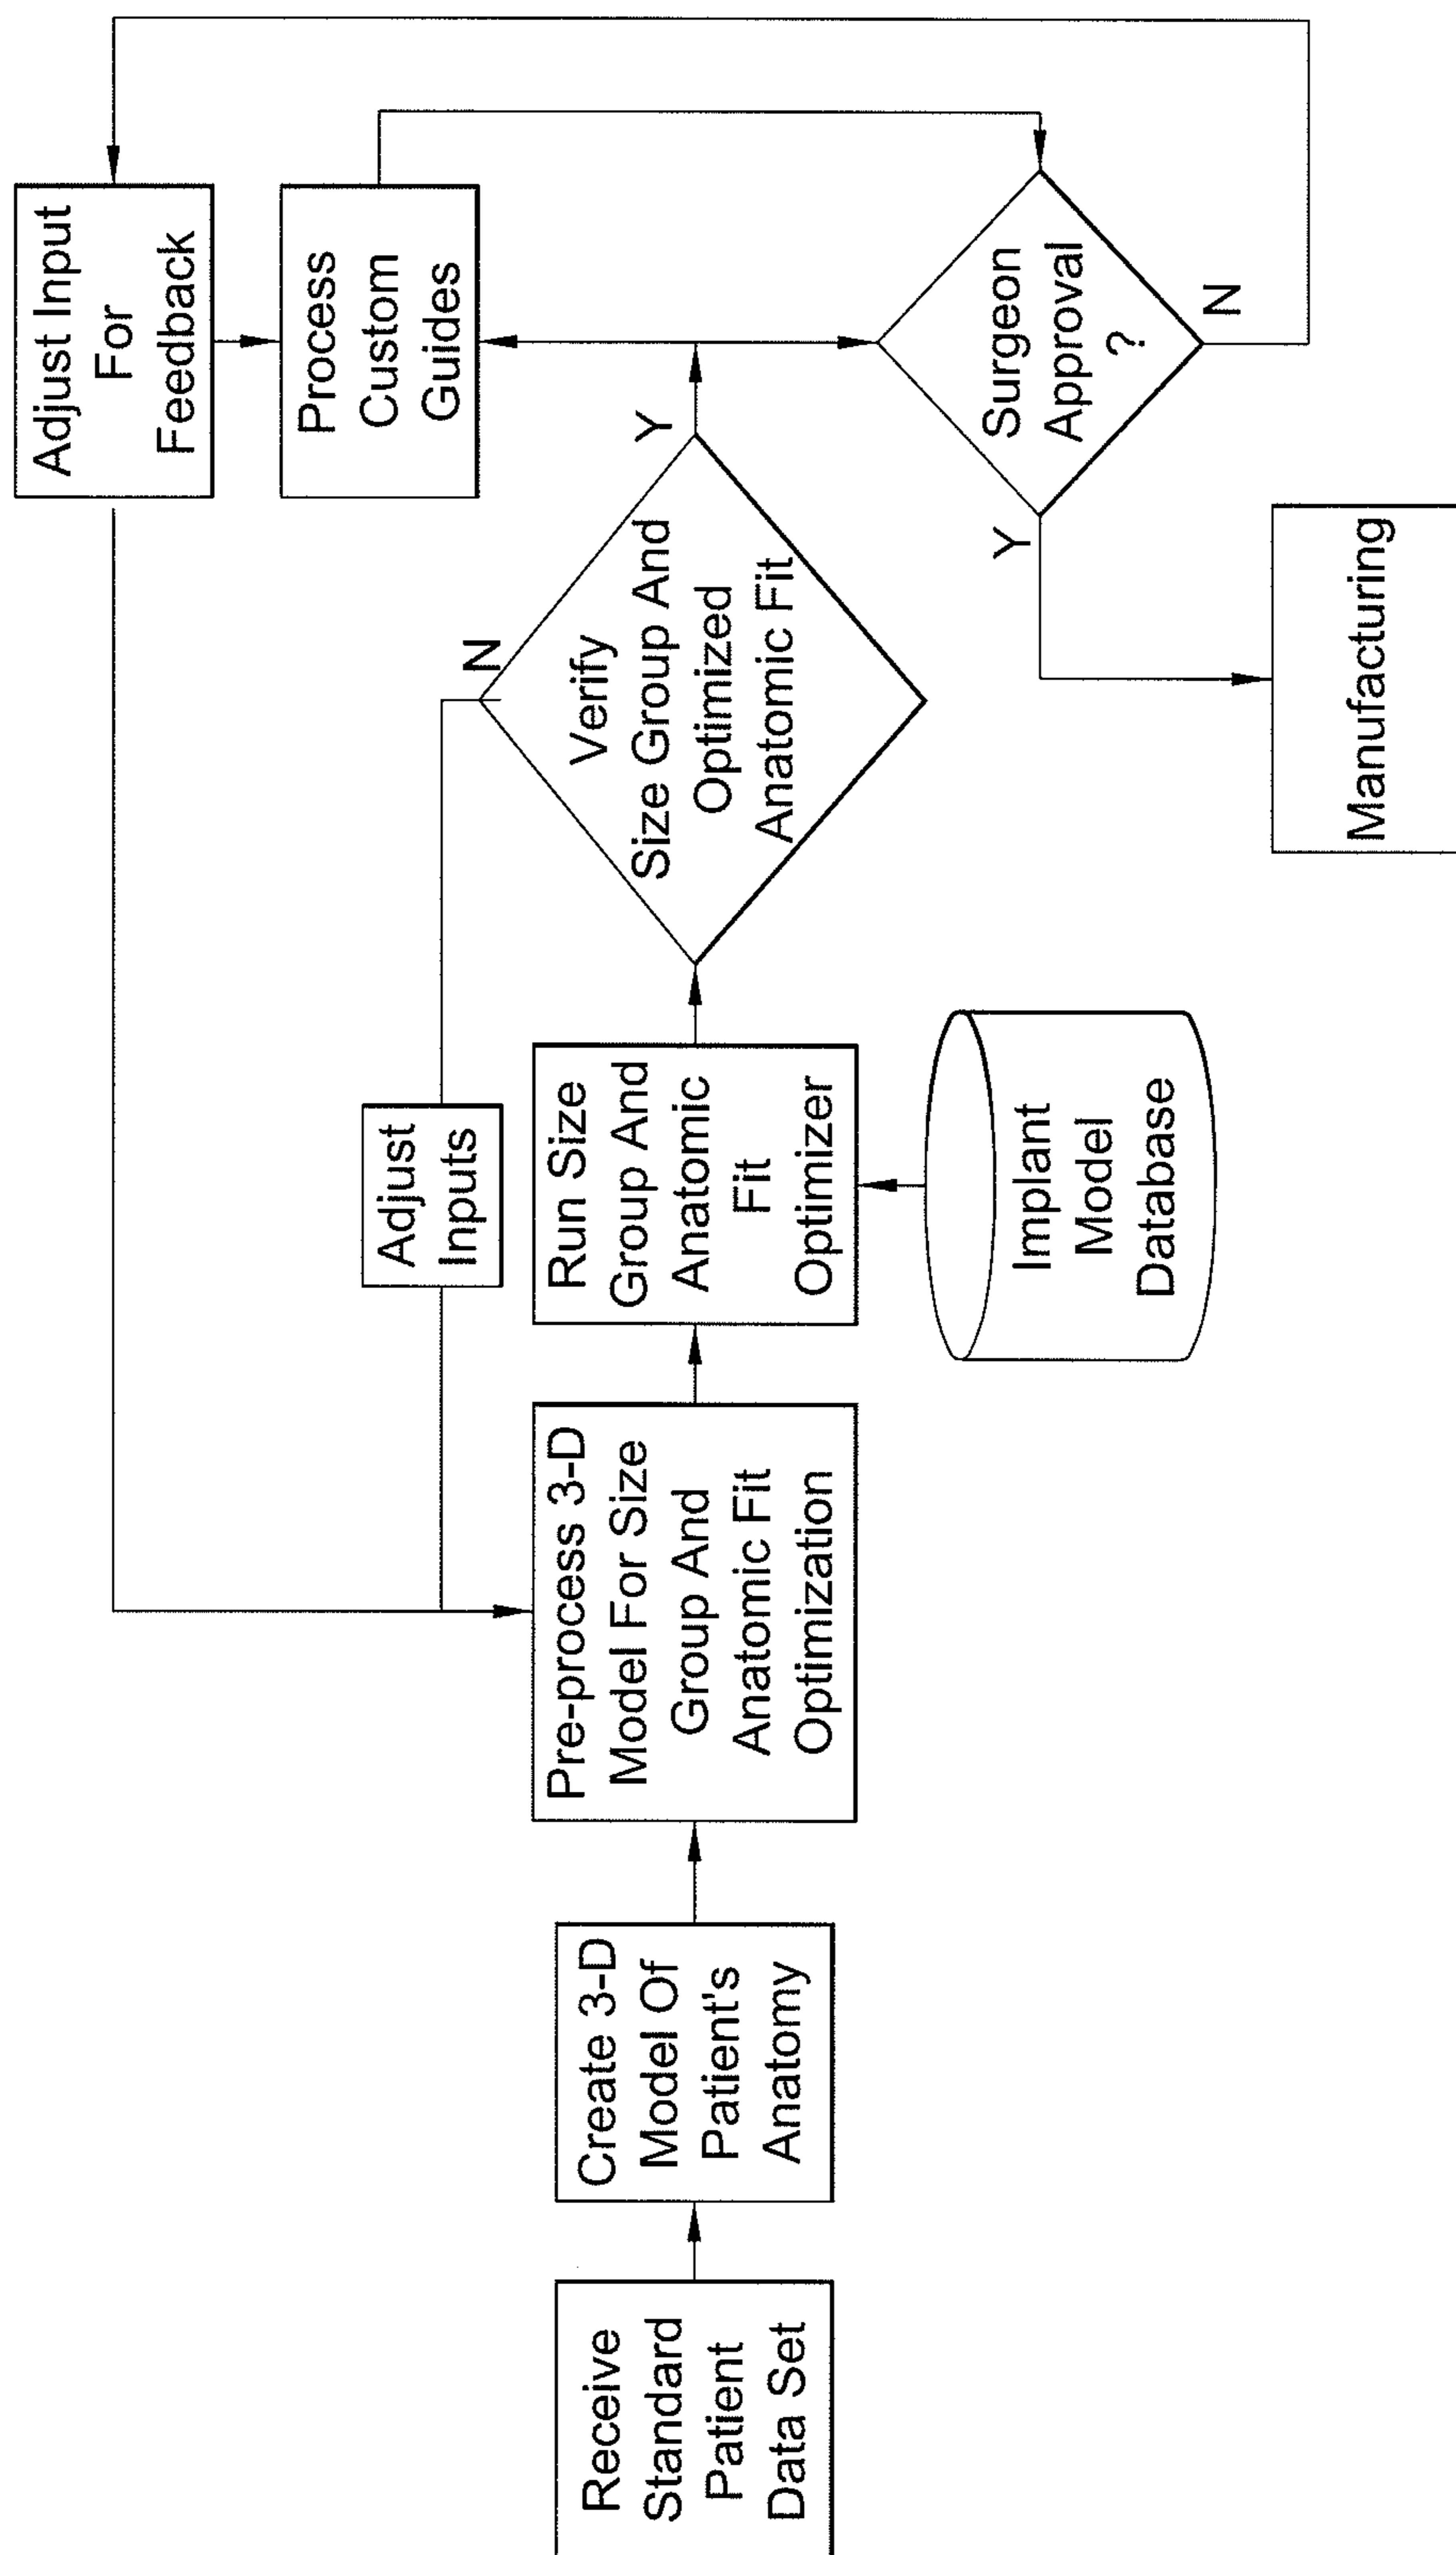 Receive
Standard
Patient
Data Set
Create 3-D
Model Of
Patient's
Anatomy
Pre-process 3-D
Model For Size
Group And
Anatomic Fit
Optimization
Run Size
Group And
Anatomic
Fit
Optimizer
Implant
Model
Database
Adjust
Inputs
Verify
Size Group And
Optimized
Anatomic Fit
N
Y
Adjust Input
For
Feedback
Process
Custom
Guides
Surgeon
Approval
?
Y
N
Manufacturing